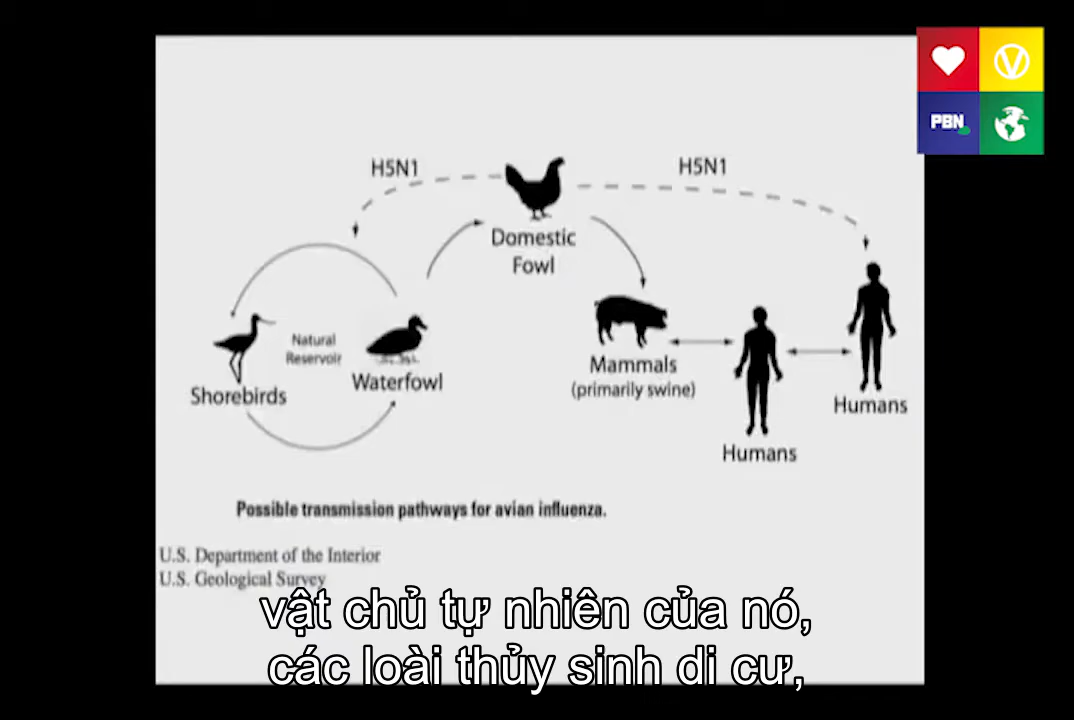 PBN
H5N1
H5N1
Domestic
Fowl
Natural
Reservoir
Shorebirds
Waterfowl
Mammals
(primarily swine)
Humans
Humans
Possible transmission pathways for avian influenza.
U.S. Department of the Interior
U.S. Geological Survey
vật chủ tự nhiên của nó,
các loài thủy sinh di cư,